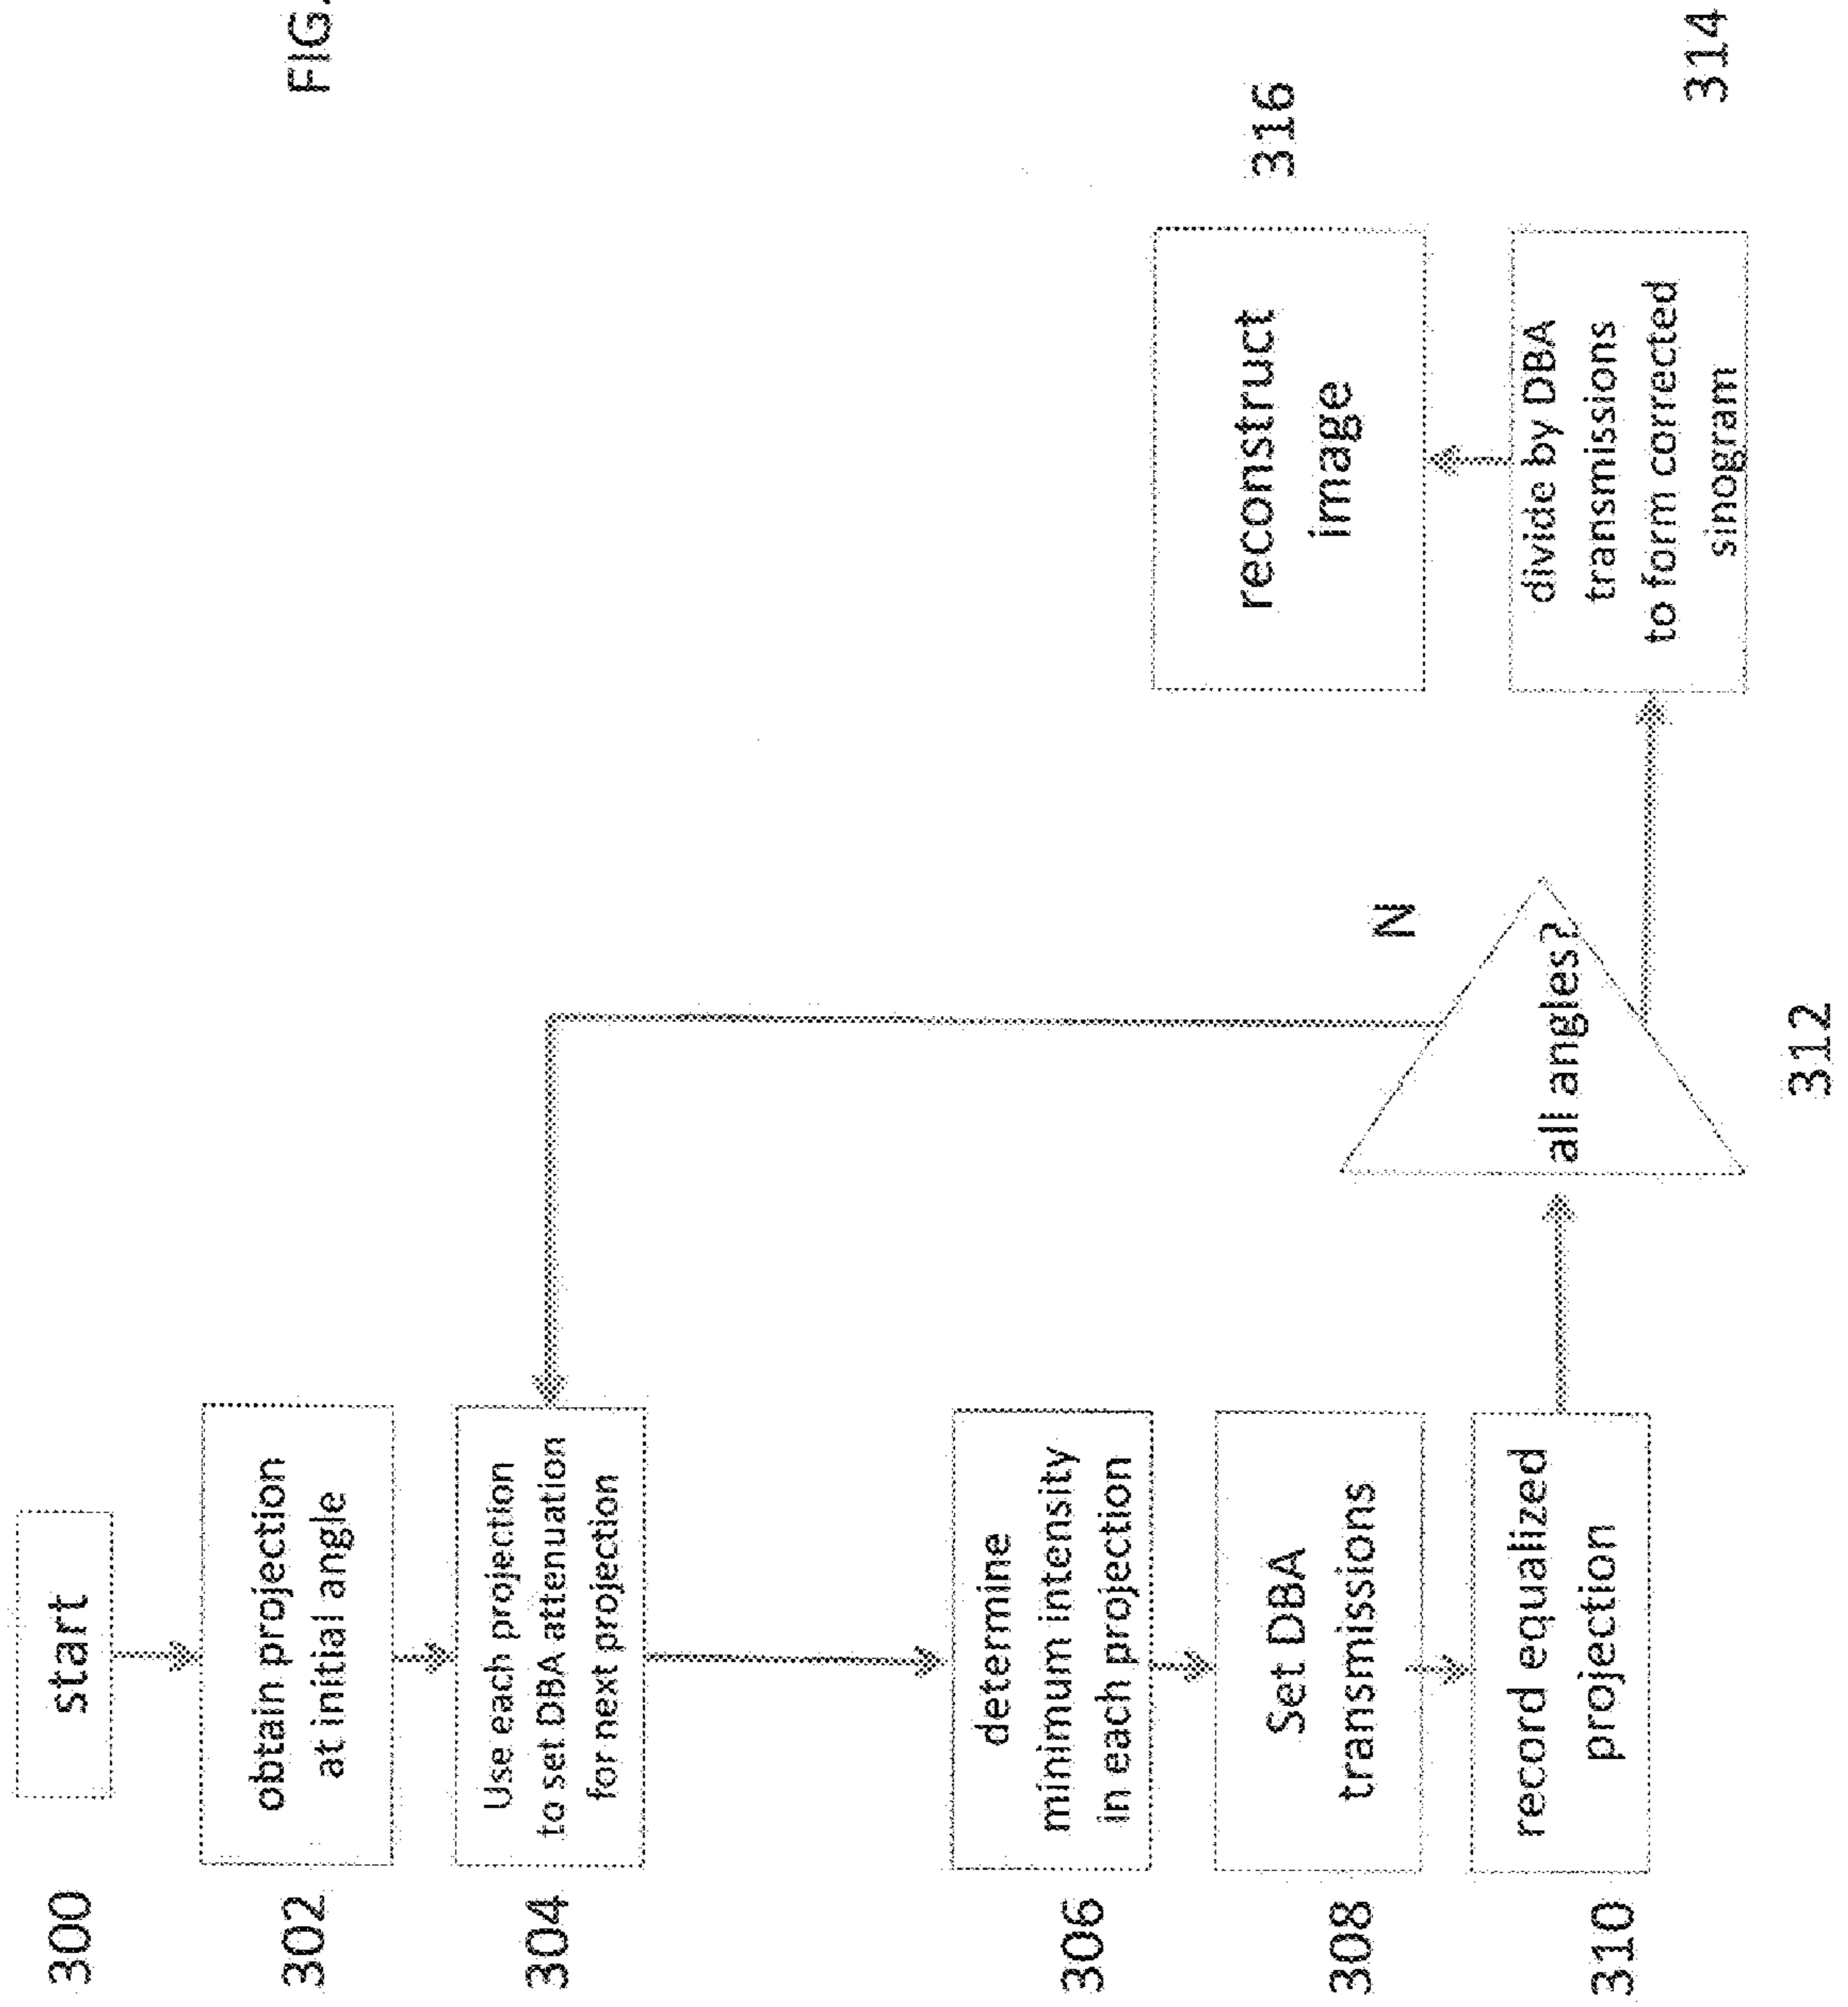 FIG.
300
start
302
obtain projection
at initial angle
304
Use each projection
to set DBA attenuation
for next projection
306
determine
minimum intensity
in each projection
308
Set DBA
transmissions
310
record equalized
projection
N
all angles?
312
divide by DBA
transmissions
to form corrected
sinogram
314
reconstruct
image
316